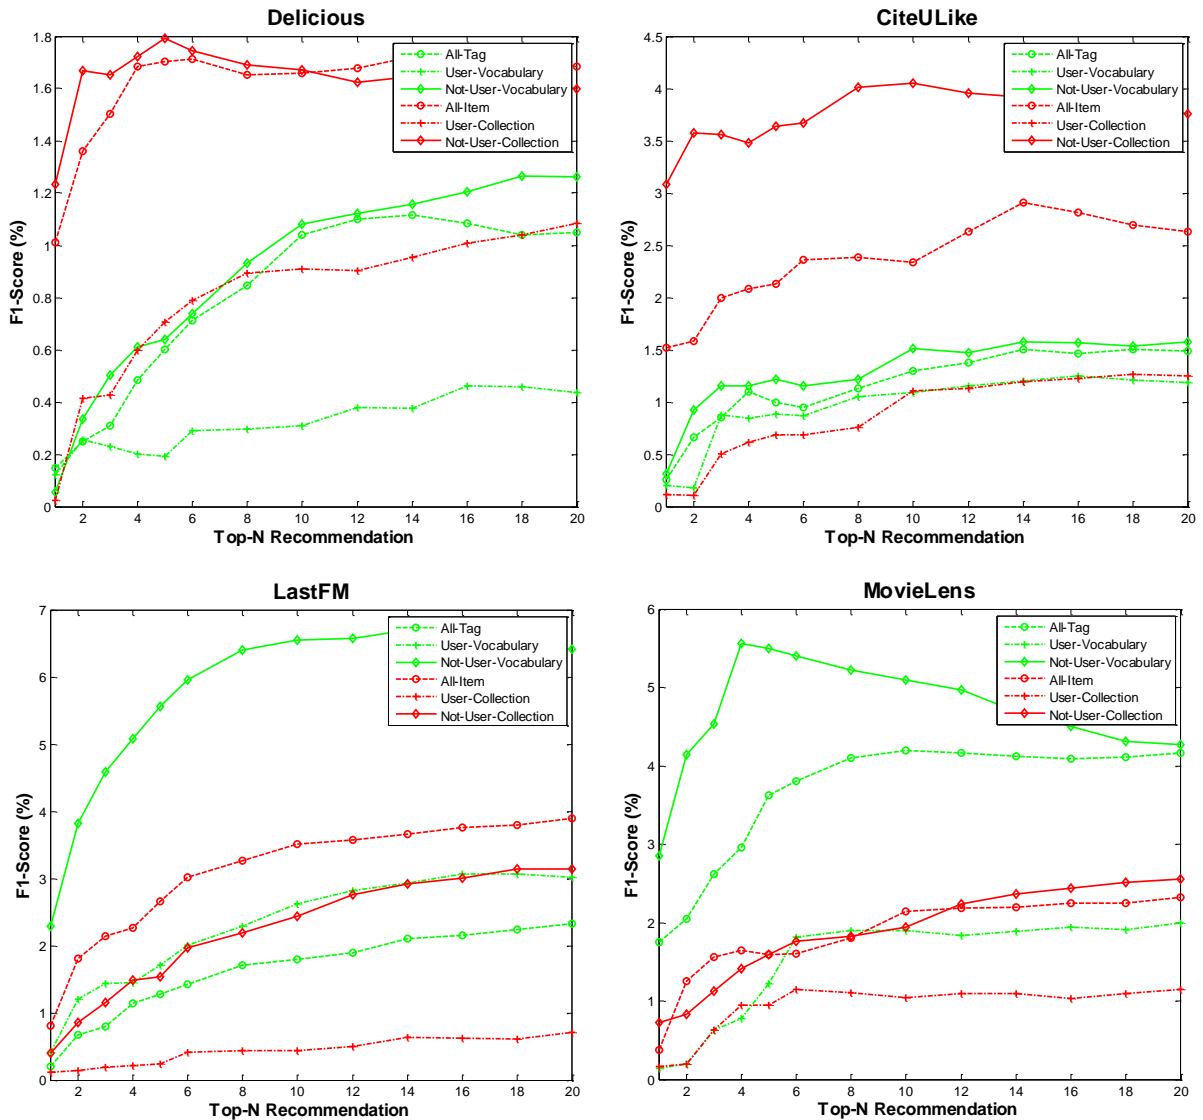 Delicious
F1-Score (%)
1.8
1.6
1.4
1.2
1
0.8
0.6
0.4
0.2
0
2 4 6 8 10 12 14 16 18 20
Top-N Recommendation
All-Tag
User-Vocabulary
Not-User-Vocabulary
All-Item
User-Collection
Not-User-Collection
CiteULike
F1-Score (%)
4.5
4
3.5
3
2.5
2
1.5
1
0.5
0
2 4 6 8 10 12 14 16 18 20
Top-N Recommendation
All-Tag
User-Vocabulary
Not-User-Vocabulary
All-Item
User-Collection
Not-User-Collection
LastFM
F1-Score (%)
7
6
5
4
3
2
1
0
2 4 6 8 10 12 14 16 18 20
Top-N Recommendation
All-Tag
User-Vocabulary
Not-User-Vocabulary
All-Item
User-Collection
Not-User-Collection
MovieLens
F1-Score (%)
6
5
4
3
2
1
0
2 4 6 8 10 12 14 16 18 20
Top-N Recommendation
All-Tag
User-Vocabulary
Not-User-Vocabulary
All-Item
User-Collection
Not-User-Collection